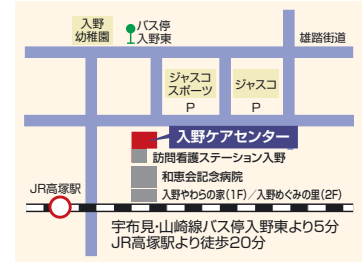 入野
幼稚園
バス停
入野東
雄踏街道
ジャスコ
スポーツ
P
ジャスコ
P
入野ケアセンター
訪問看護ステーション入野
和恵会記念病院
入野やわらの家(1F)／入野めぐみの里(2F)
JR高塚駅
宇布見・山崎線バス停入野東より5分
JR高塚駅より徒歩20分